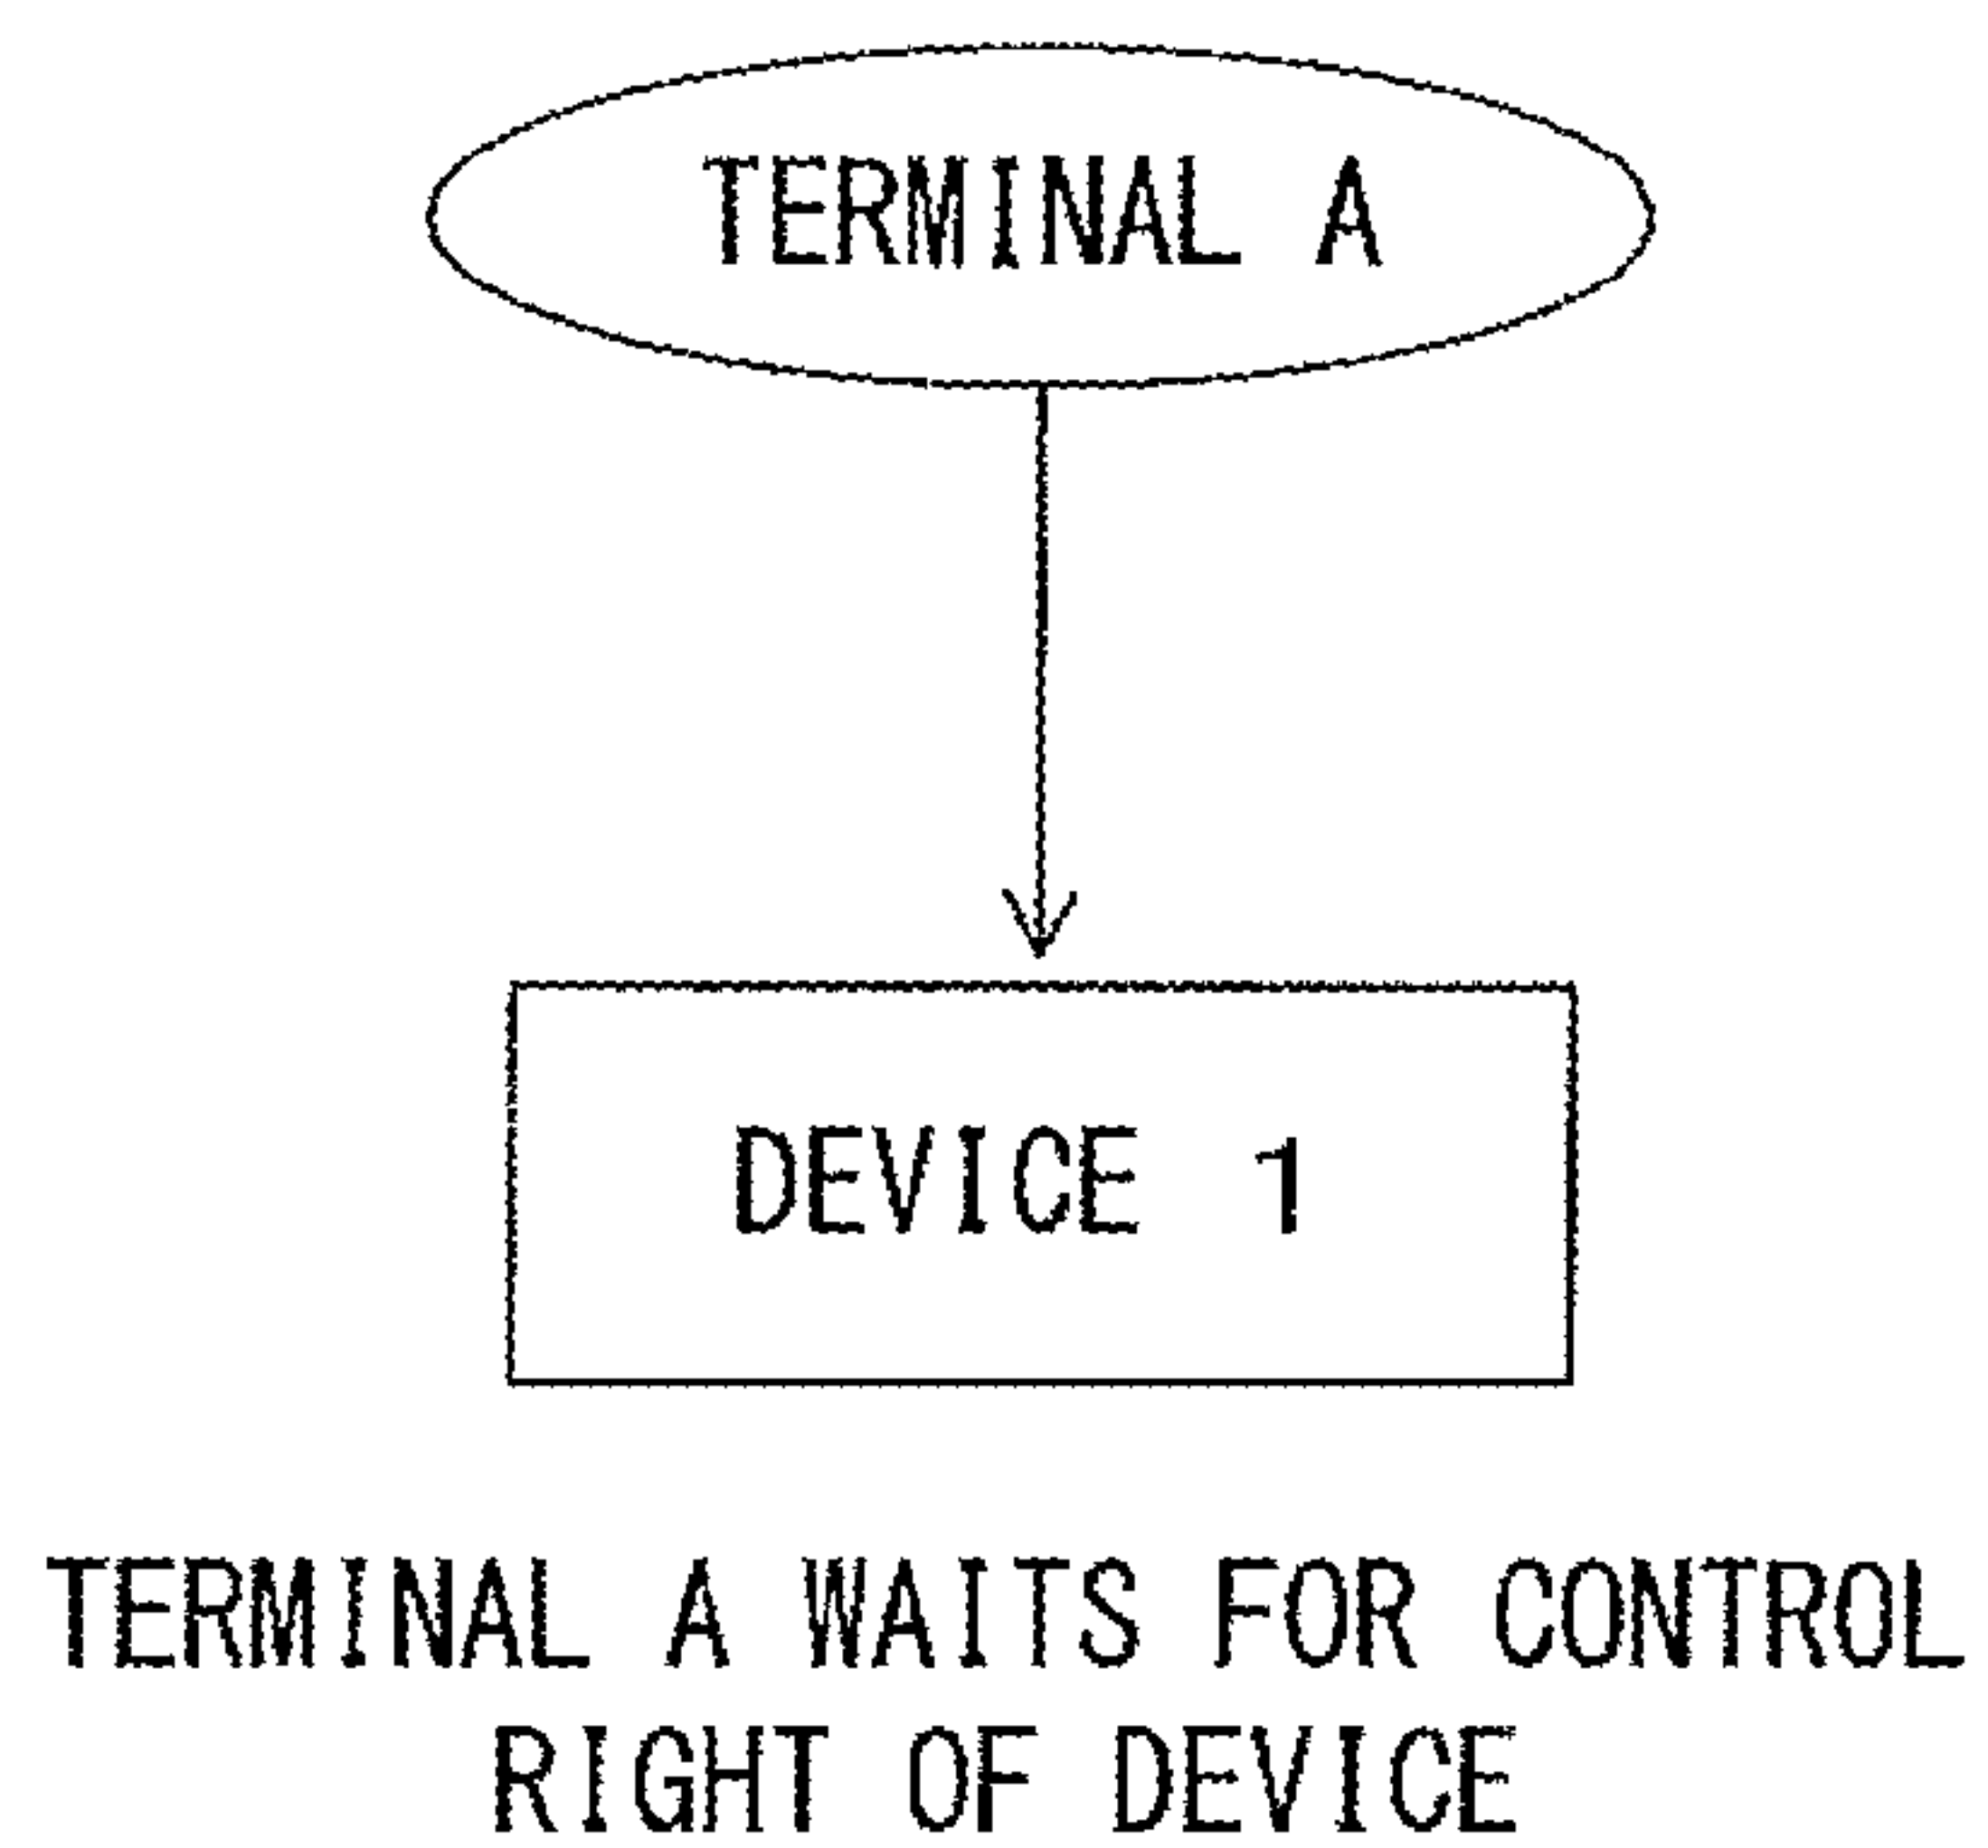 TERMINAL A
DEVICE 1
TERMINAL A WAITS FOR CONTROL
RIGHT OF DEVICE